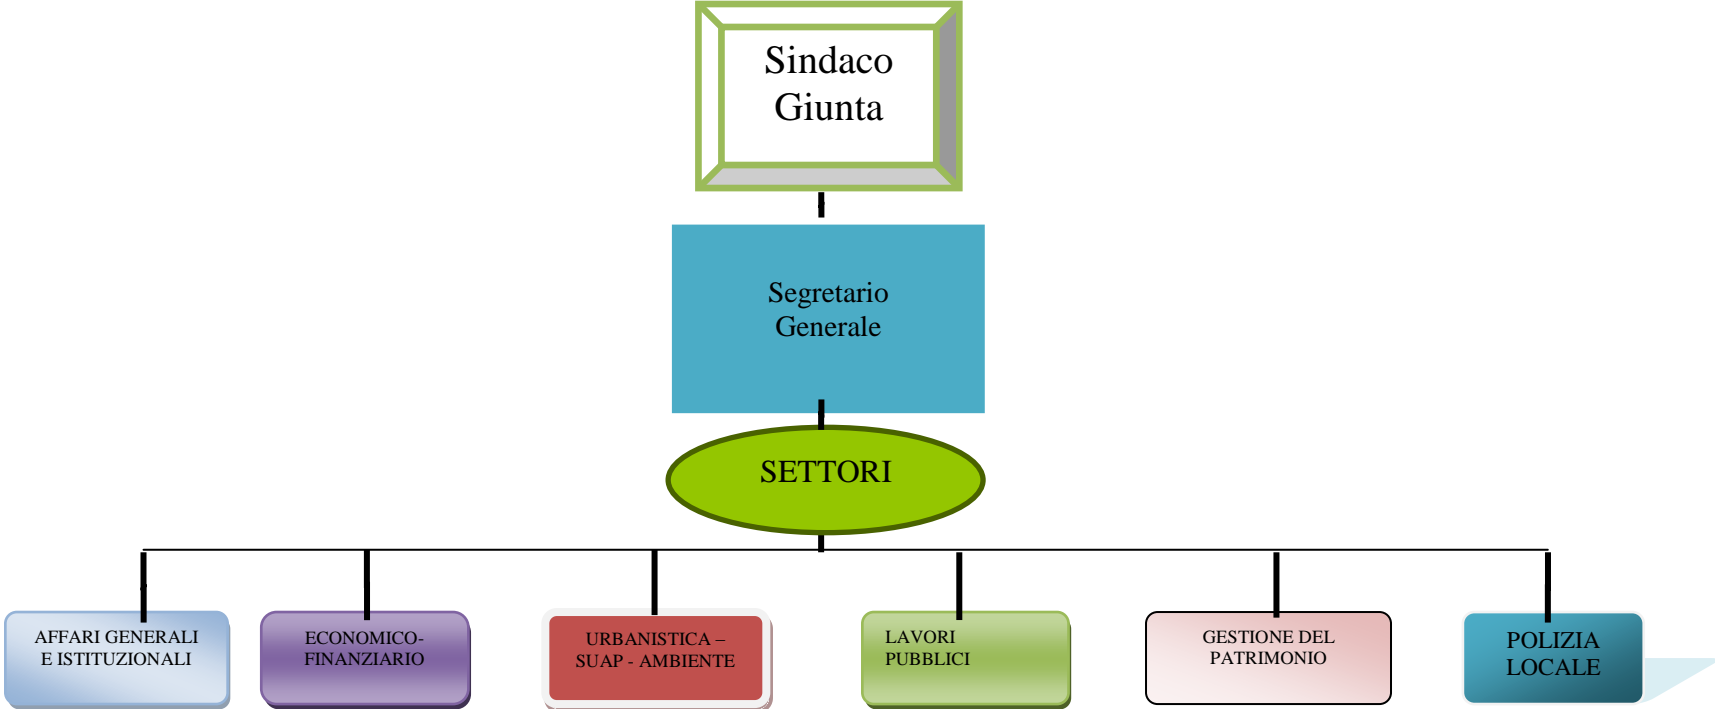 Sindaco
Giunta
Segretario
Generale
SETTORI
AFFARI GENERALI
E ISTITUZIONALI
ECONOMICO-
FINANZIARIO
URBANISTICA –
SUAP - AMBIENTE
LAVORI
PUBBLICI
GESTIONE DEL
PATRIMONIO
POLIZIA
LOCALE